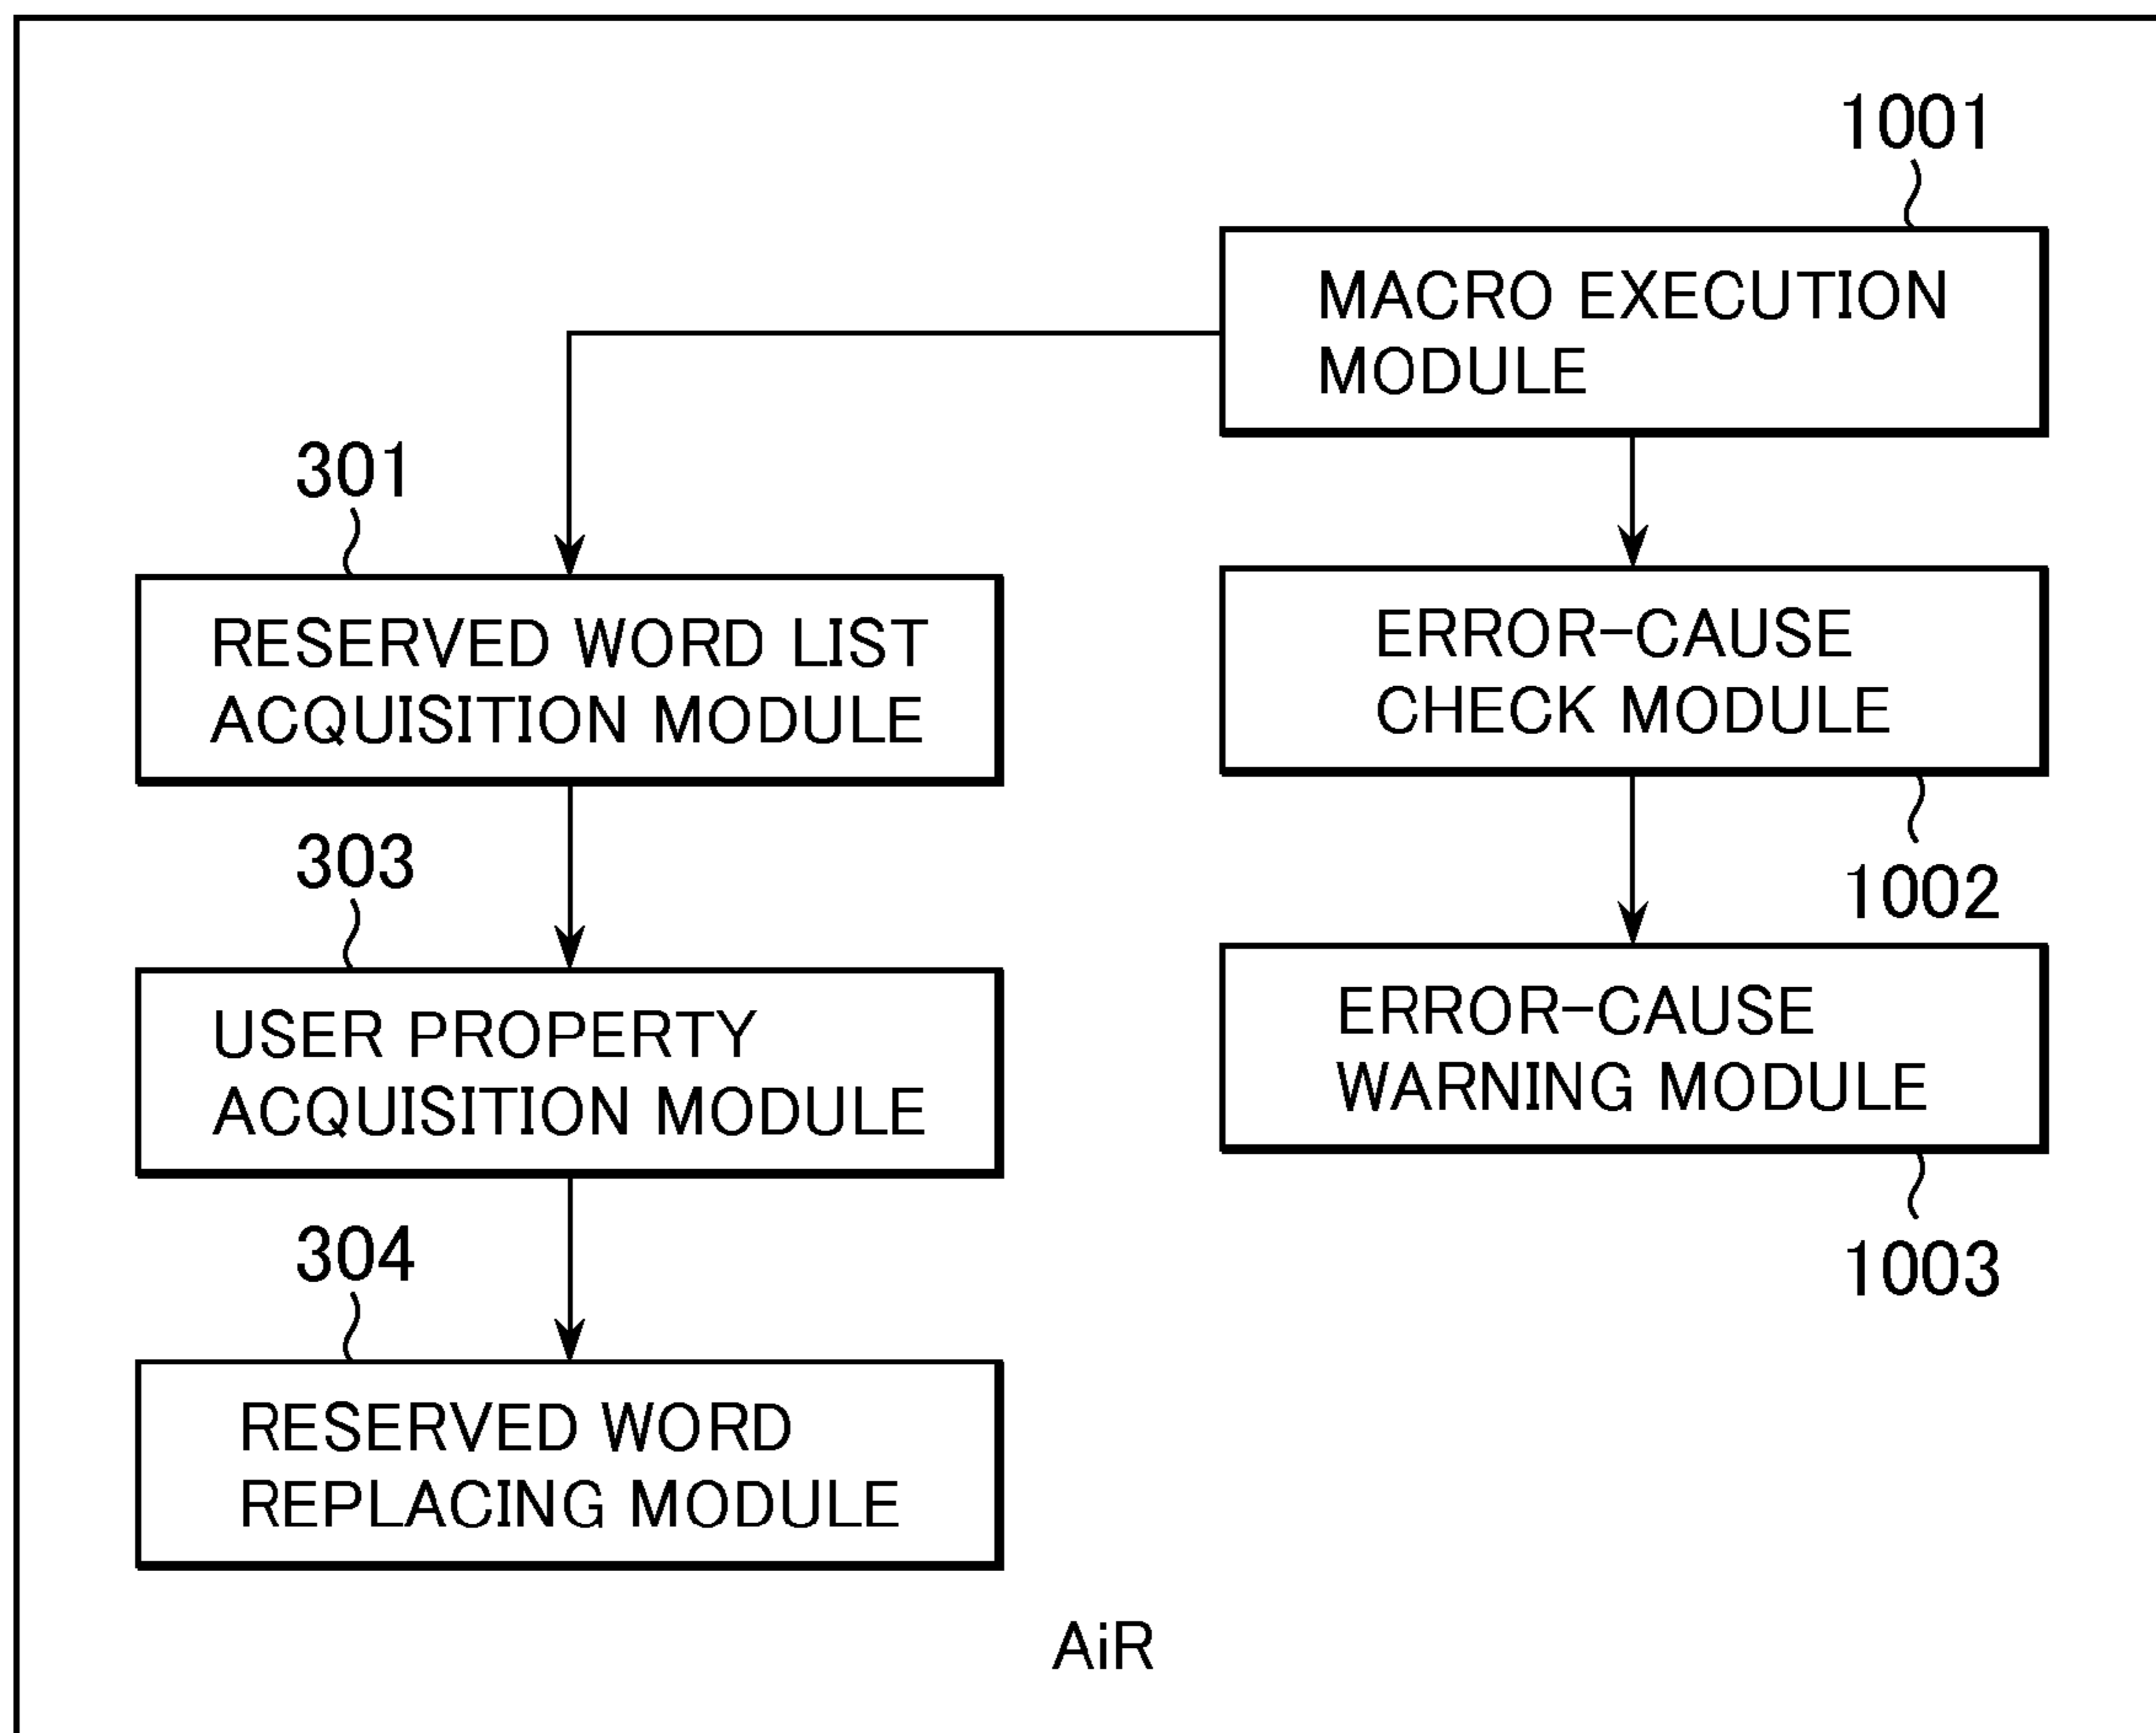 1001
MACRO EXECUTION
MODULE
301
RESERVED WORD LIST
ACQUISITION MODULE
ERROR-CAUSE
CHECK MODULE
303
1002
USER PROPERTY
ACQUISITION MODULE
ERROR-CAUSE
WARNING MODULE
304
1003
RESERVED WORD
REPLACING MODULE
AiR